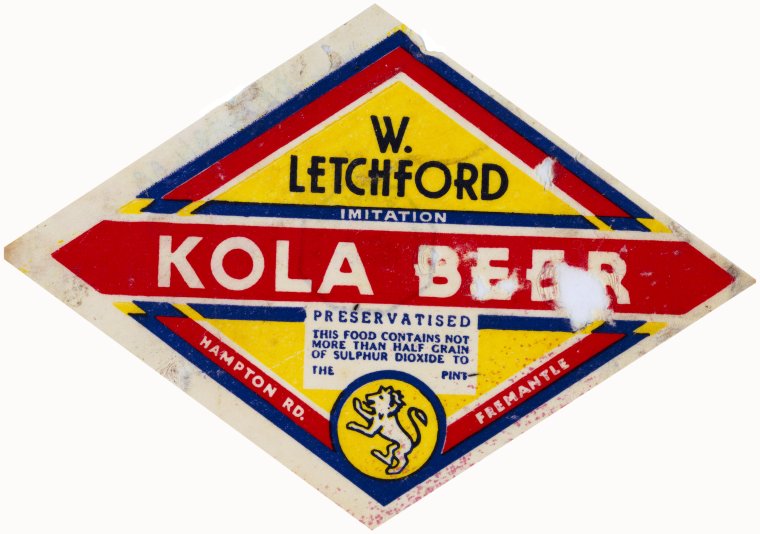 W.
LETCHFORD
IMITATION
KOLA BEER
PRESERVATISED
THIS FOOD CONTAINS NOT
MORE THAN HALF GRAIN
OF SULPHUR DIOXIDE TO
THE PINT
HAMPTON RD.
FREMANTLE